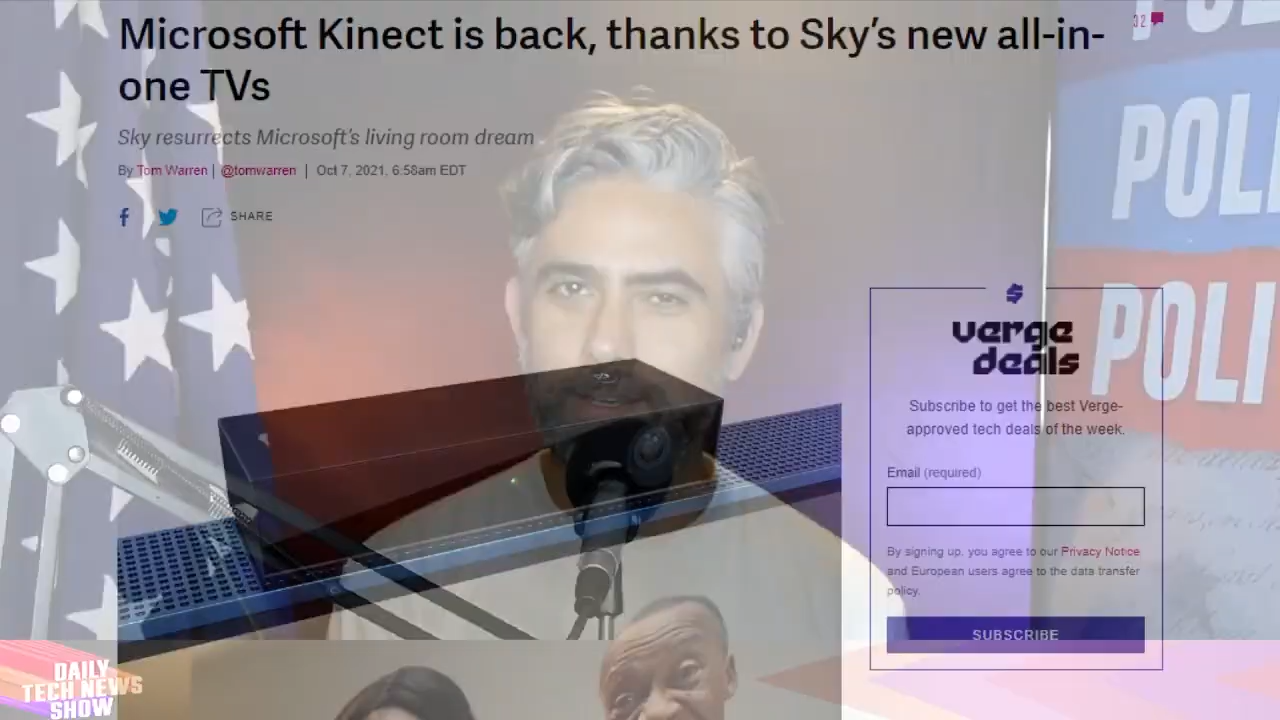 Microsoft Kinect is back, thanks to Sky's new all-in-
one TVs
32
Sky resurrects Microsoft's living room dream
By Tom Warren | @tomwarren | Oct 7, 2021, 6:58am EDT
SHARE
POLI
POLI
$
verge
deals
Subscribe to get the best Verge-
approved tech deals of the week.
Email (required)
By signing up, you agree to our Privacy Notice
and European users agree to the data transfer
policy.
SUBSCRIBE
DAILY
TECH NEWS
SHOW